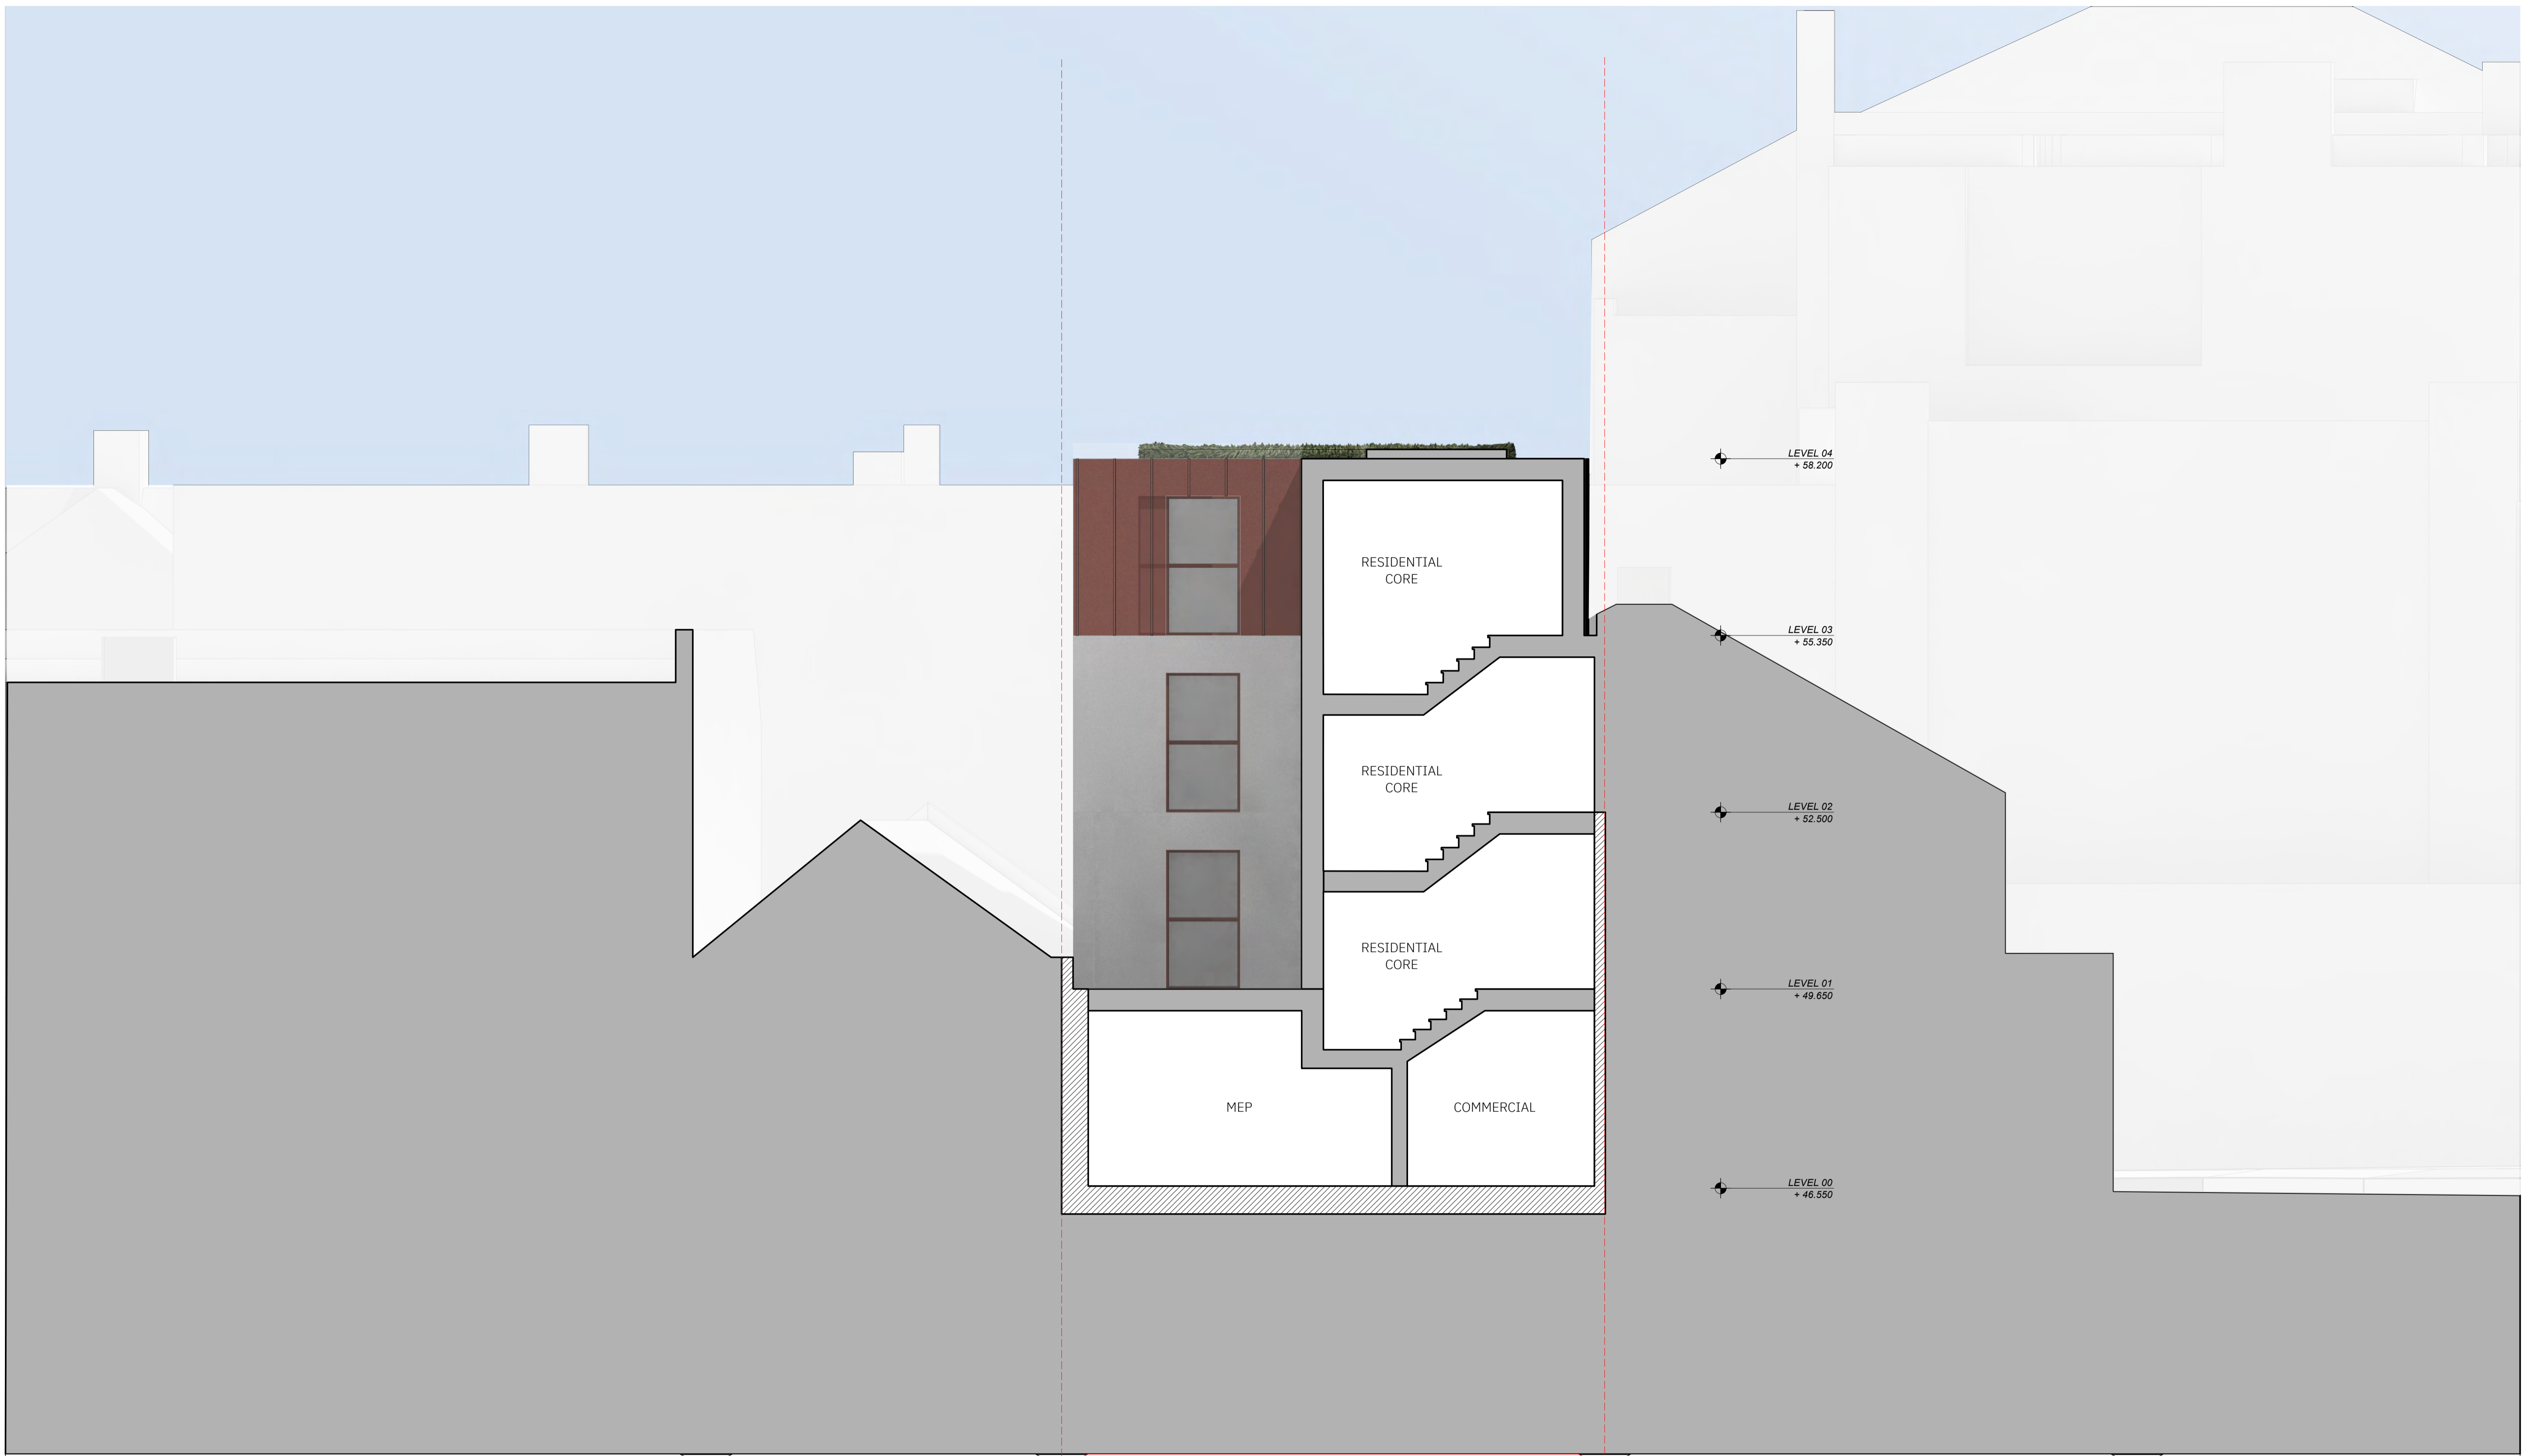 LEVEL 04
+ 58.200
RESIDENTIAL
CORE
LEVEL 03
+ 55.350
RESIDENTIAL
CORE
LEVEL 02
+ 52.500
RESIDENTIAL
CORE
LEVEL 01
+ 49.650
MEP
COMMERCIAL
LEVEL 00
+ 46.550